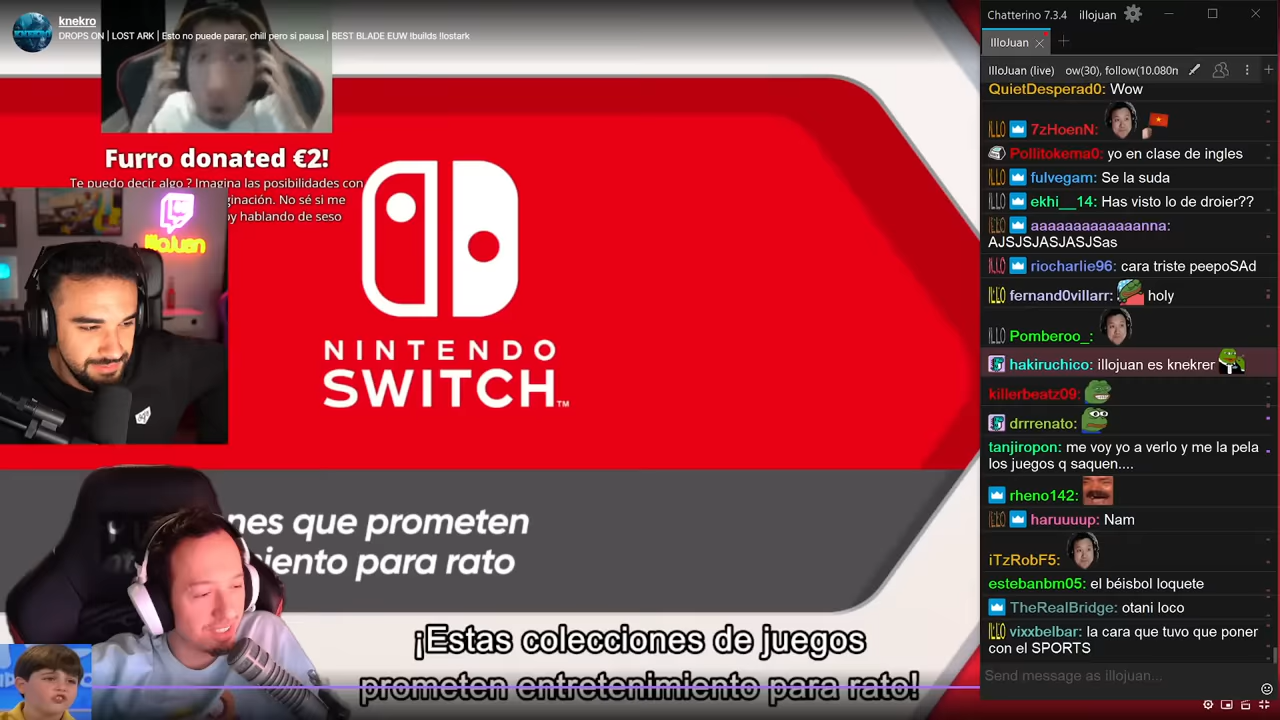 knekro
DROPS ON | LOST ARK | Esto no puede parar, chill pero si pausa | BEST BLADE EUW !builds !lostark
Furro donated €2!
Te puedo decir algo ? Imagina las posibilidades con
ginación. No sé si me
hablando de seso
IlloJuan
NINTENDO
SWITCH™
nes que prometen
iento para rato
¡Estas colecciones de juegos
prometen entretenimiento para rato!
Chatterino 7.3.4 illojuan
IlloJuan
IlloJuan (live) ow(30), follow(10.080n
QuietDesperad0: Wow
7zHoenN:
Pollitokema0: yo en clase de ingles
fulvegam: Se la suda
ekhi__14: Has visto lo de droier??
aaaaaaaaaaaaanna:
AJSJSJASJASJSas
riocharlie96: cara triste peepoSAd
fernand0villarr: holy
Pomberoo_:
hakiruchico: illojuan es knekrer
killerbeatz09:
drrrenato:
tanjiropon: me voy yo a verlo y me la pela
los juegos q saquen....
rheno142:
haruuuup: Nam
iTzRobF5:
estebanbm05: el béisbol loquete
TheRealBridge: otani loco
vixxbelbar: la cara que tuvo que poner
con el SPORTS
Send message as illojuan...